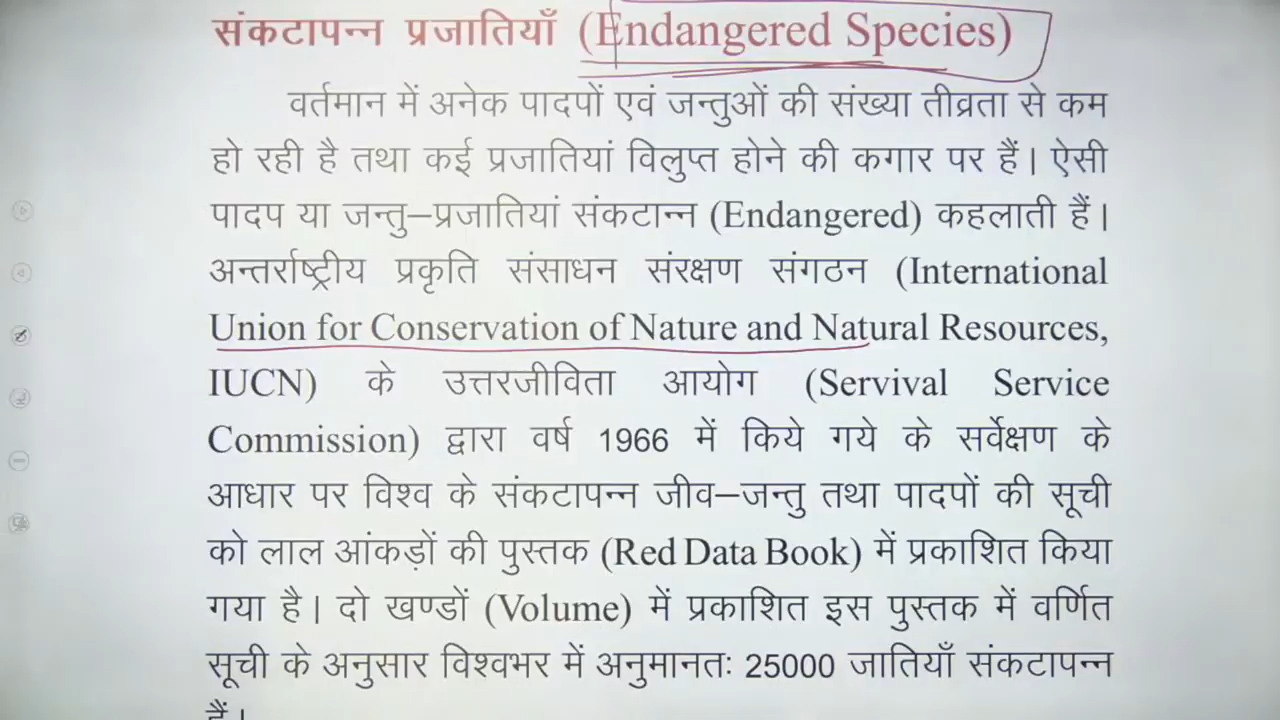 संकटापन्न प्रजातियाँ (Endangered Species)
वर्तमान में अनेक पादपों एवं जन्तुओं की संख्या तीव्रता से कम
हो रही है तथा कई प्रजातियां विलुप्त होने की कगार पर हैं। ऐसी
पादप या जन्तु–प्रजातियां संकटान्न (Endangered) कहलाती हैं।
अन्तर्राष्ट्रीय प्रकृति संसाधन संरक्षण संगठन (International
Union for Conservation of Nature and Natural Resources,
IUCN) के उत्तरजीविता आयोग (Servival Service
Commission) द्वारा वर्ष 1966 में किये गये के सर्वेक्षण के
आधार पर विश्व के संकटापन्न जीव–जन्तु तथा पादपों की सूची
को लाल आंकड़ों की पुस्तक (Red Data Book) में प्रकाशित किया
गया है। दो खण्डों (Volume) में प्रकाशित इस पुस्तक में वर्णित
सूची के अनुसार विश्वभर में अनुमानतः 25000 जातियाँ संकटापन्न
हैं।